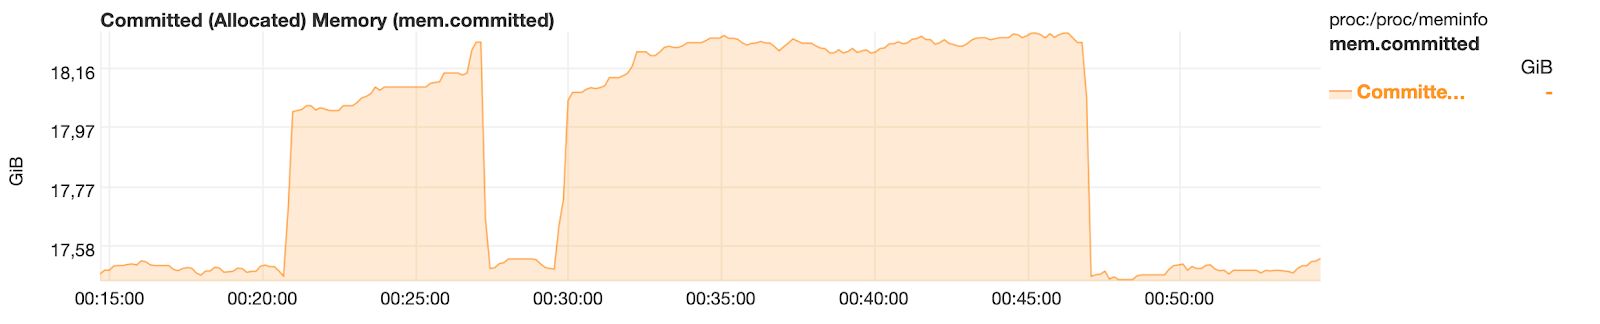 Committed (Allocated) Memory (mem.committed)
proc:/proc/meminfo
mem.committed
GiB
Committe... -
18,16
17,97
17,77
17,58
GiB
00:15:00 00:20:00 00:25:00 00:30:00 00:35:00 00:40:00 00:45:00 00:50:00